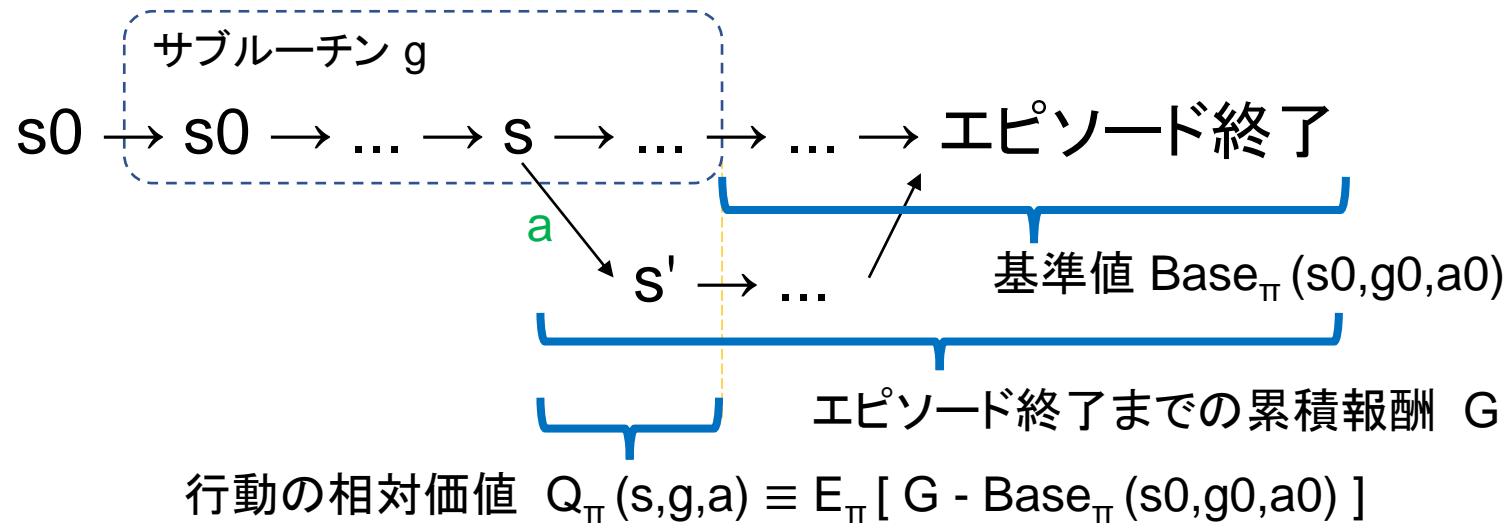 サブルーチン g
s0 → s0 → … → s → … → … → エピソード終了
a
s' → …
基準値 Baseπ (s0,g0,a0)
エピソード終了までの累積報酬 G
行動の相対価値 Qπ (s,g,a) ≡ Eπ [ G - Baseπ (s0,g0,a0) ]